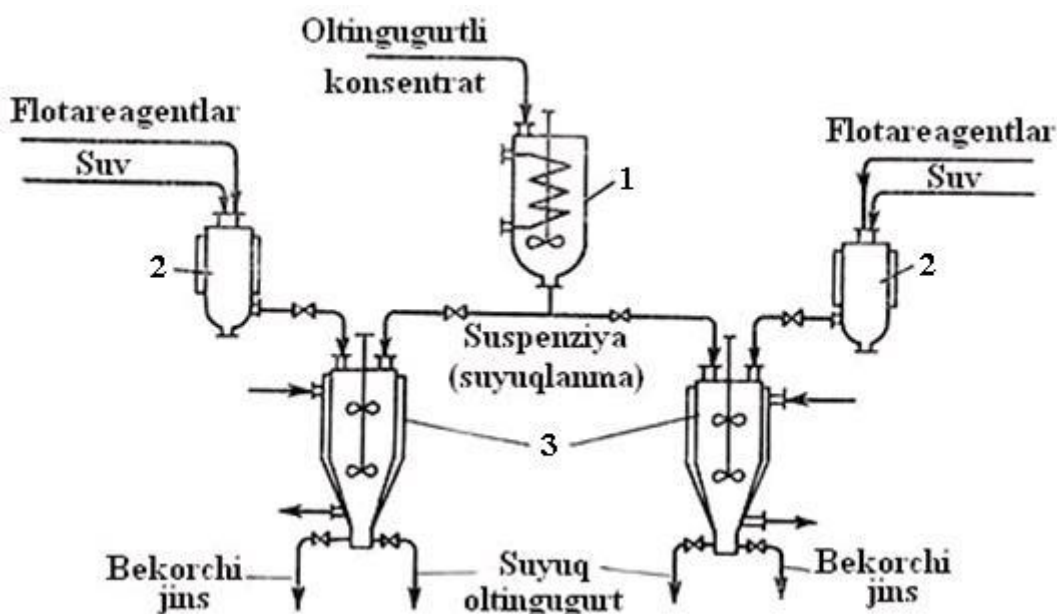 Oltingugurtli
konsentrat
Flotareagentlar
Suv
Flotareagentlar
Suv
1
2
2
Suspenziya
(suyuqlanma)
3
Bekorchi
jins
Suyuq
oltingugurt
Bekorchi
jins